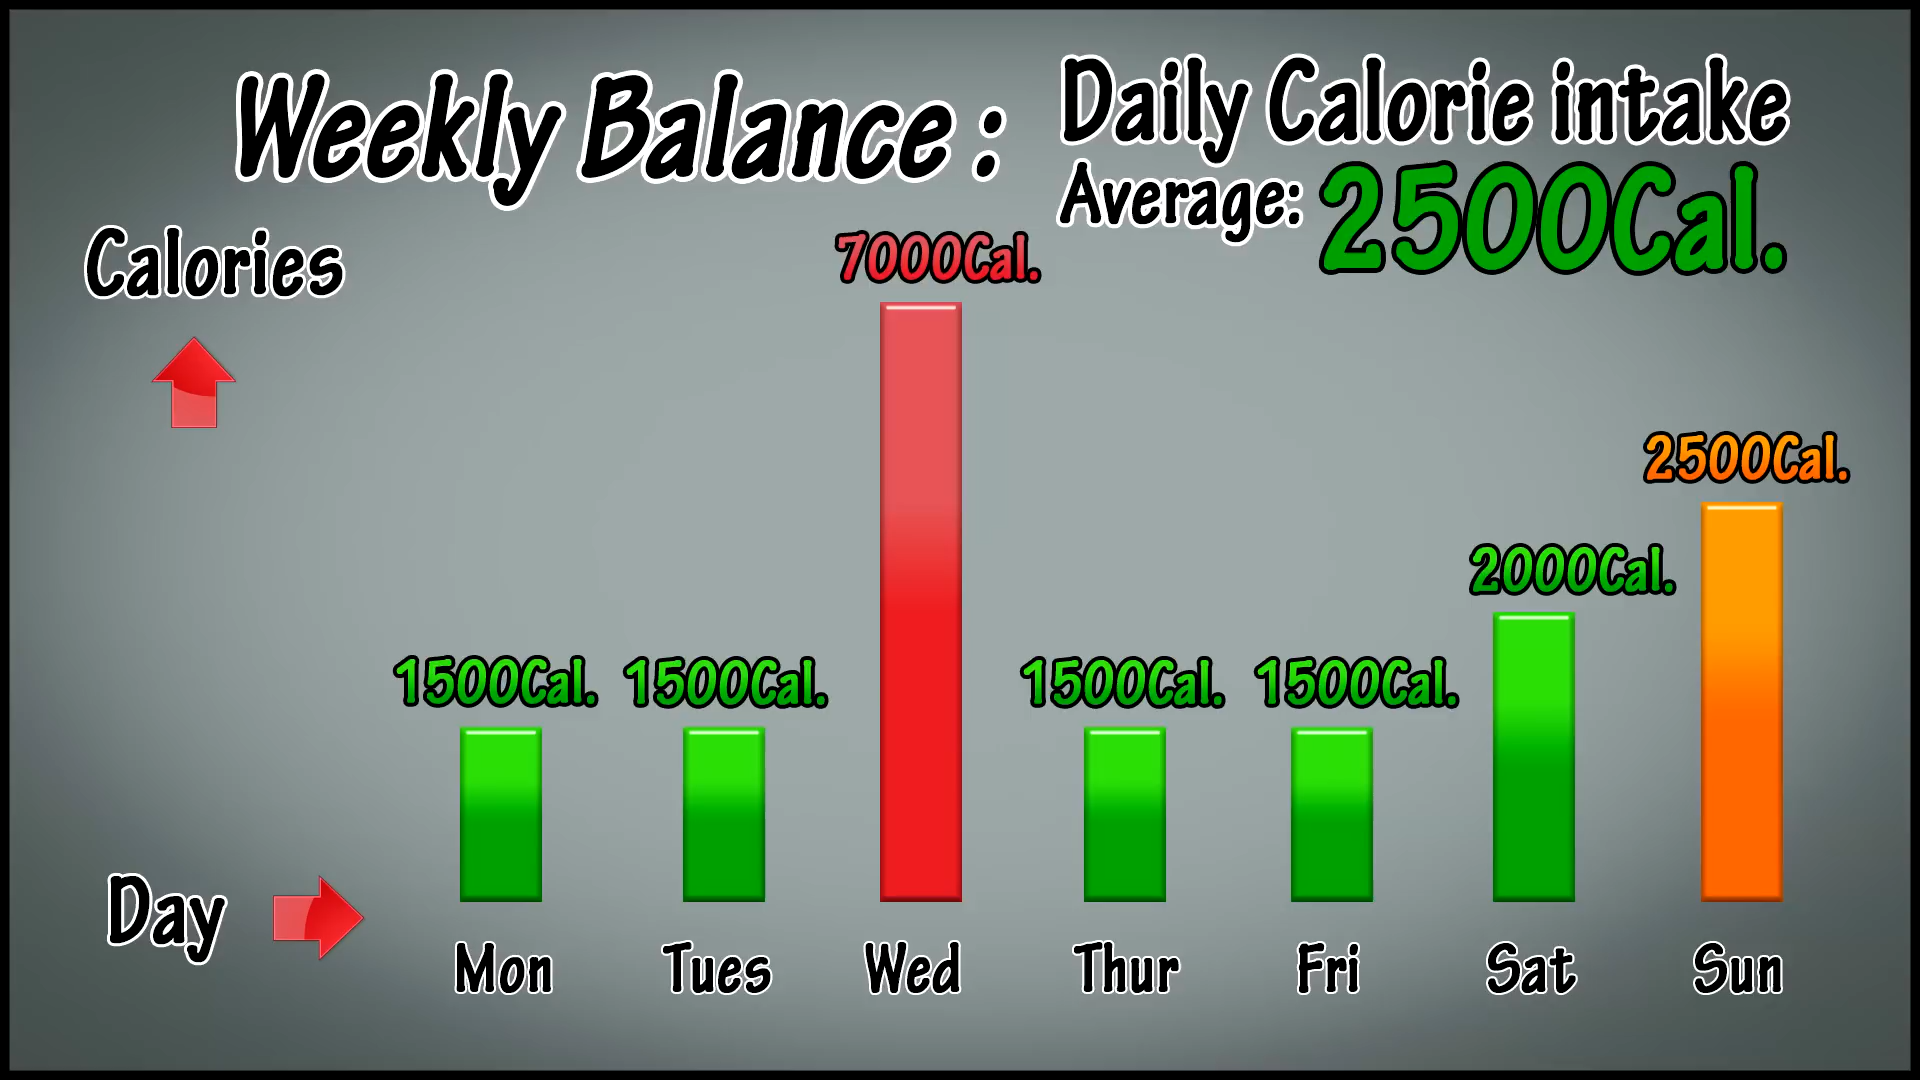 Weekly Balance :
Daily Calorie intake
Average: 2500Cal.
Calories
7000Cal.
2500Cal.
2000Cal.
1500Cal. 1500Cal. 1500Cal. 1500Cal.
Day
Mon Tues Wed Thur Fri Sat Sun